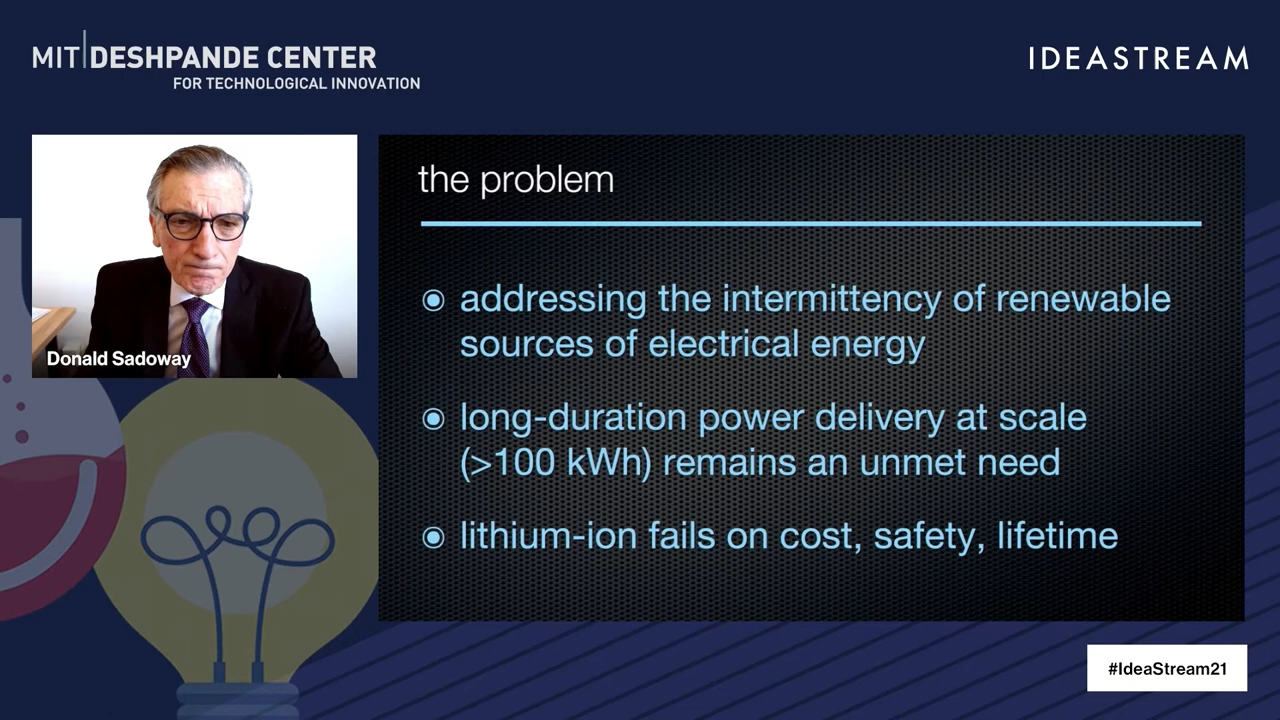 MIT DESHPANDE CENTER
FOR TECHNOLOGICAL INNOVATION
IDEASTREAM
Donald Sadoway
the problem
addressing the intermittency of renewable
sources of electrical energy
long-duration power delivery at scale
(>100 kWh) remains an unmet need
lithium-ion fails on cost, safety, lifetime
#IdeaStream21